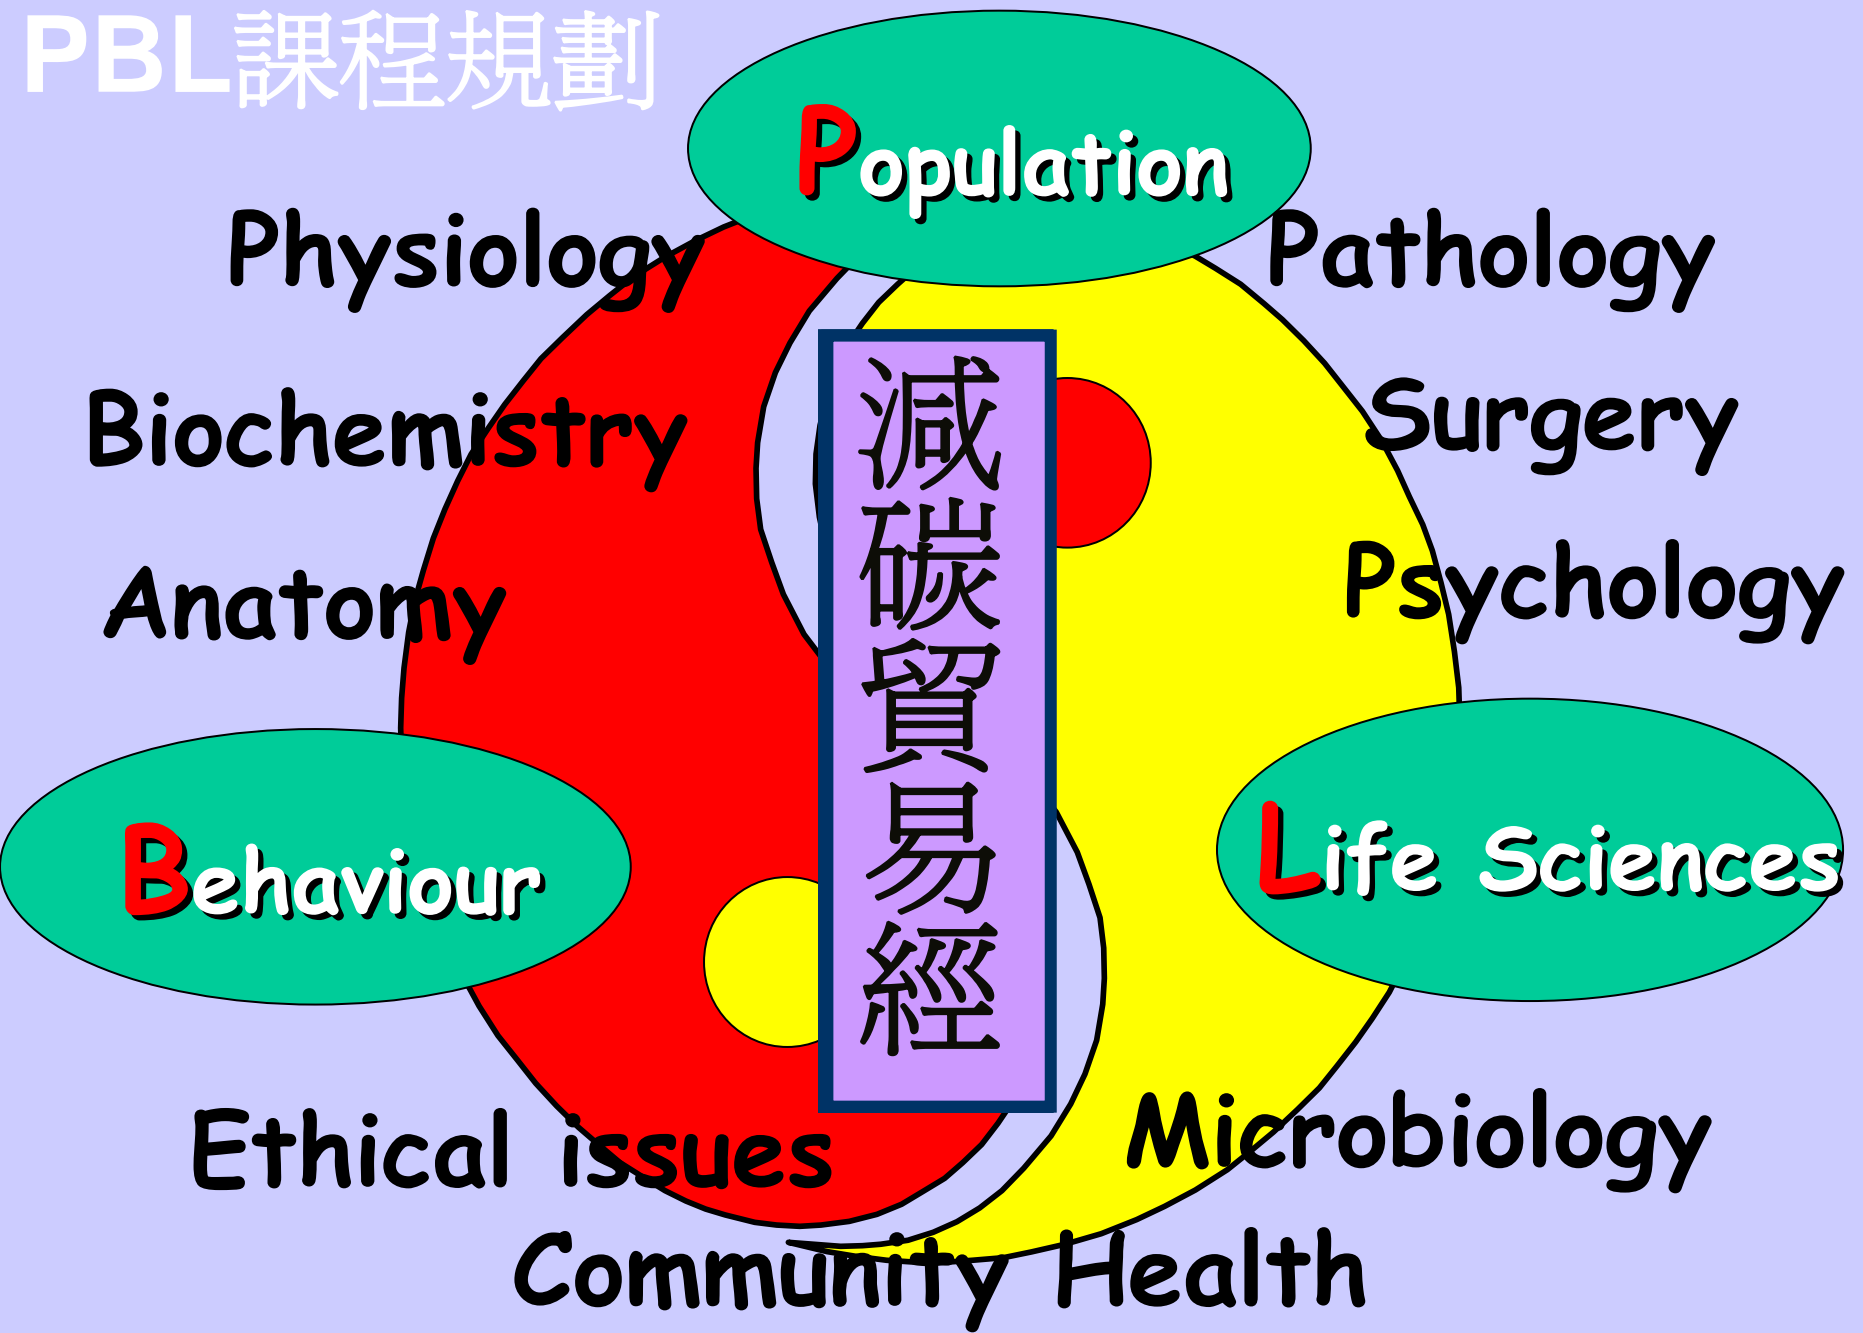 PBL課程規劃
Population
Physiology
Pathology
Biochemistry
Surgery
Anatomy
Psychology
減碳貿易經
Behaviour
Life Sciences
Ethical issues
Microbiology
Community Health